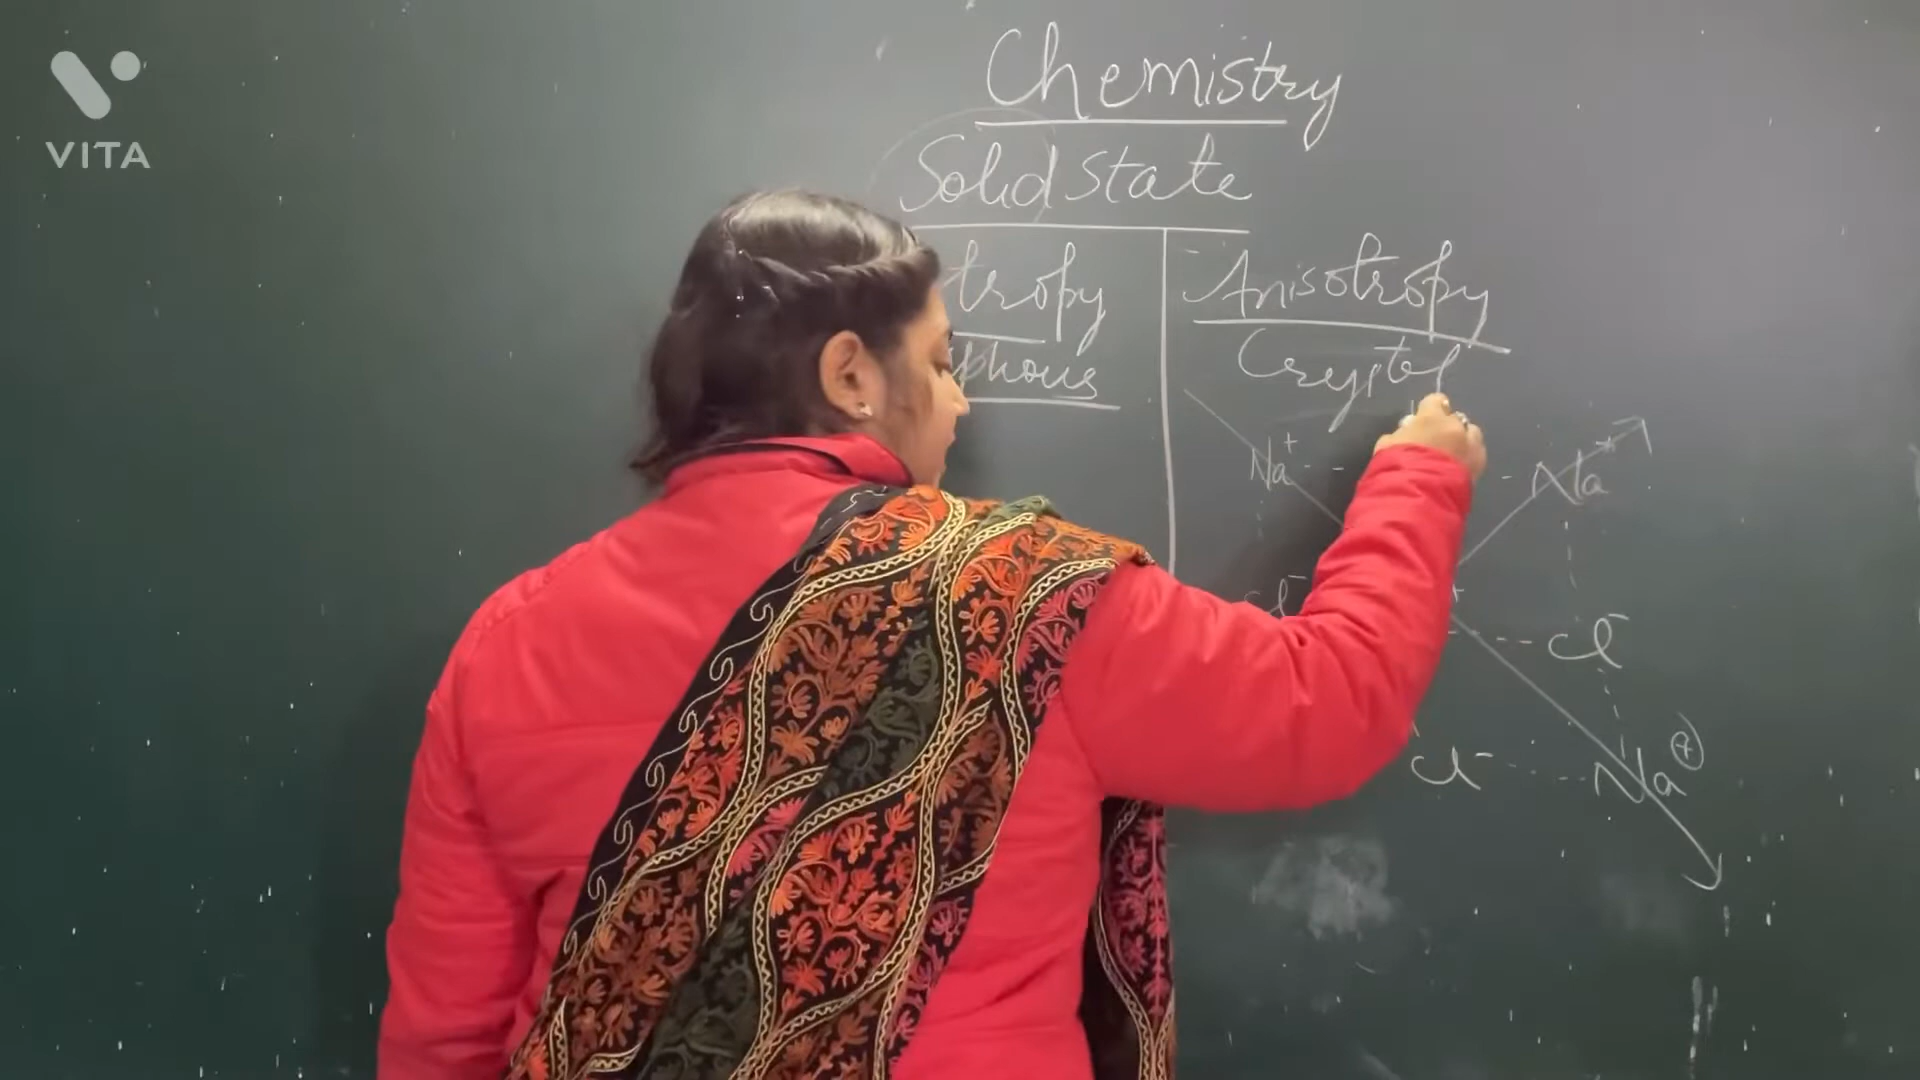 VITA
Chemistry
Solid State
tropy
Anisotropy
phous
Crystal
Na+
Na+
Cl-
Cl-
Cl-
Na+